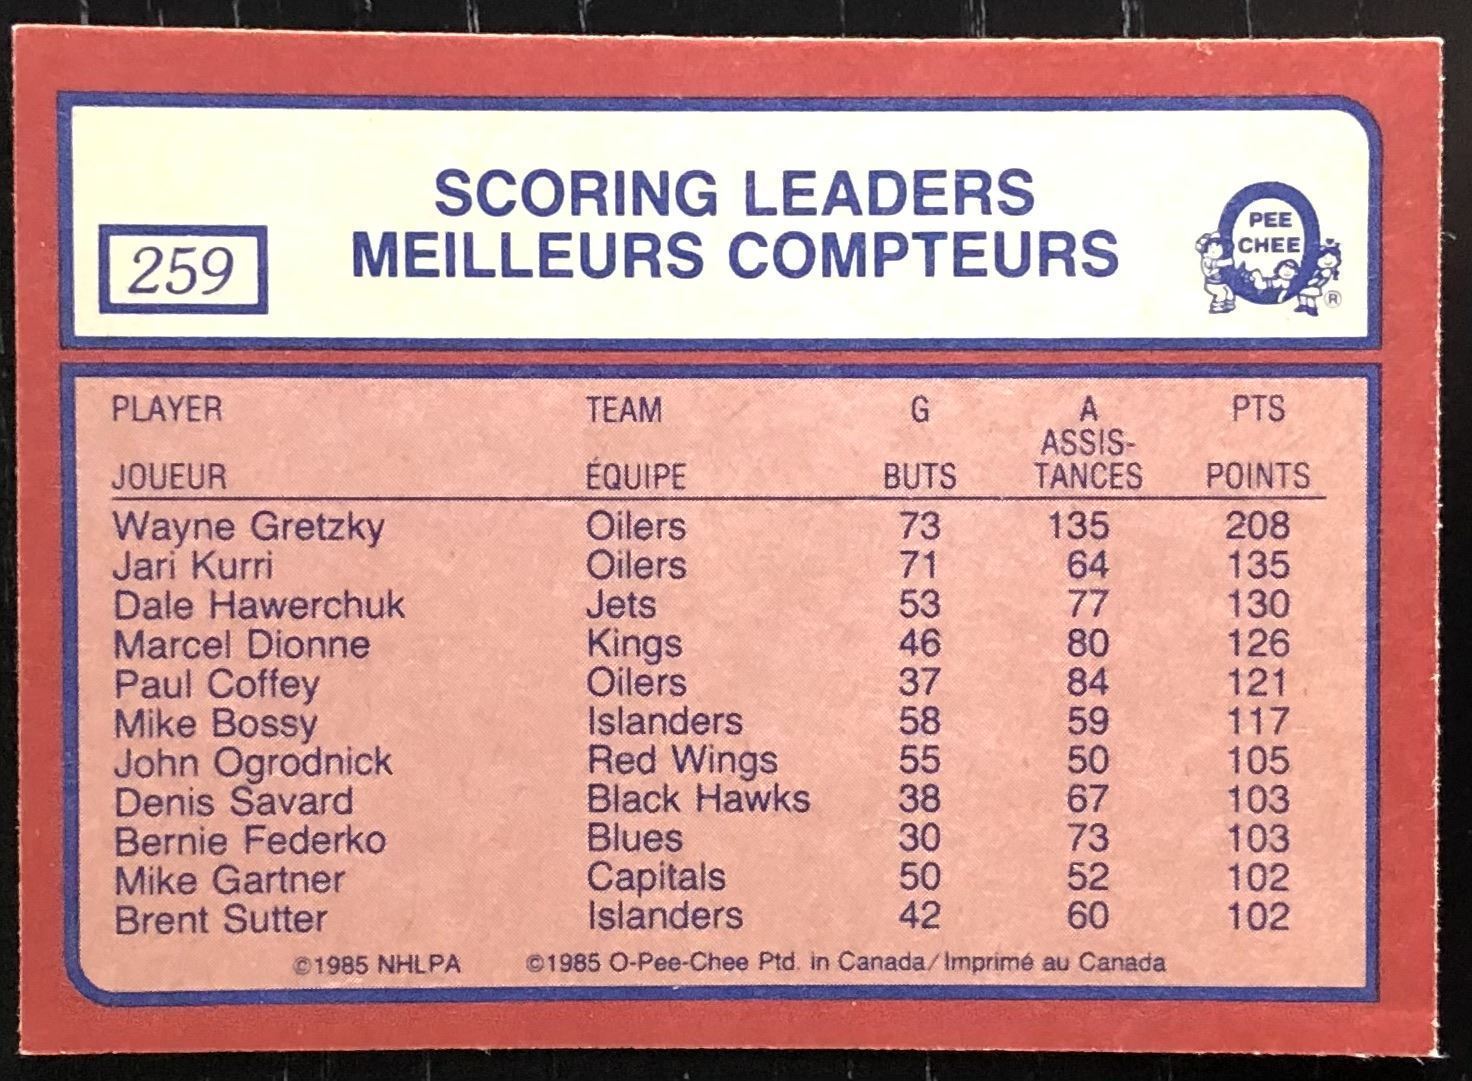 SCORING LEADERS
MEILLEURS COMPTEURS
259
PEE
CHEE
®
PLAYER TEAM G A PTS
ASSIS-
JOUEUR ÉQUIPE BUTS TANCES POINTS
Wayne Gretzky Oilers 73 135 208
Jari Kurri Oilers 71 64 135
Dale Hawerchuk Jets 53 77 130
Marcel Dionne Kings 46 80 126
Paul Coffey Oilers 37 84 121
Mike Bossy Islanders 58 59 117
John Ogrodnick Red Wings 55 50 105
Denis Savard Black Hawks 38 67 103
Bernie Federko Blues 30 73 103
Mike Gartner Capitals 50 52 102
Brent Sutter Islanders 42 60 102
©1985 NHLPA ©1985 O-Pee-Chee Ptd. in Canada/Imprimé au Canada